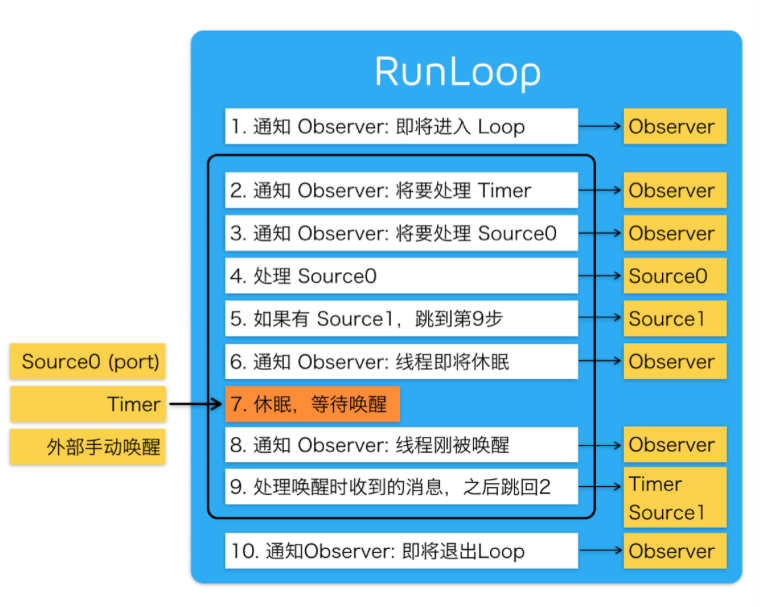 RunLoop
1. 通知 Observer: 即将进入 Loop
Observer
2. 通知 Observer: 将要处理 Timer
Observer
3. 通知 Observer: 将要处理 Source0
Observer
4. 处理 Source0
Source0
5. 如果有 Source1，跳到第9步
Source1
Source0 (port)
6. 通知 Observer: 线程即将休眠
Observer
Timer
7. 休眠，等待唤醒
外部手动唤醒
8. 通知 Observer: 线程刚被唤醒
Observer
9. 处理唤醒时收到的消息，之后跳回2
Timer
Source1
10. 通知Observer: 即将退出Loop
Observer